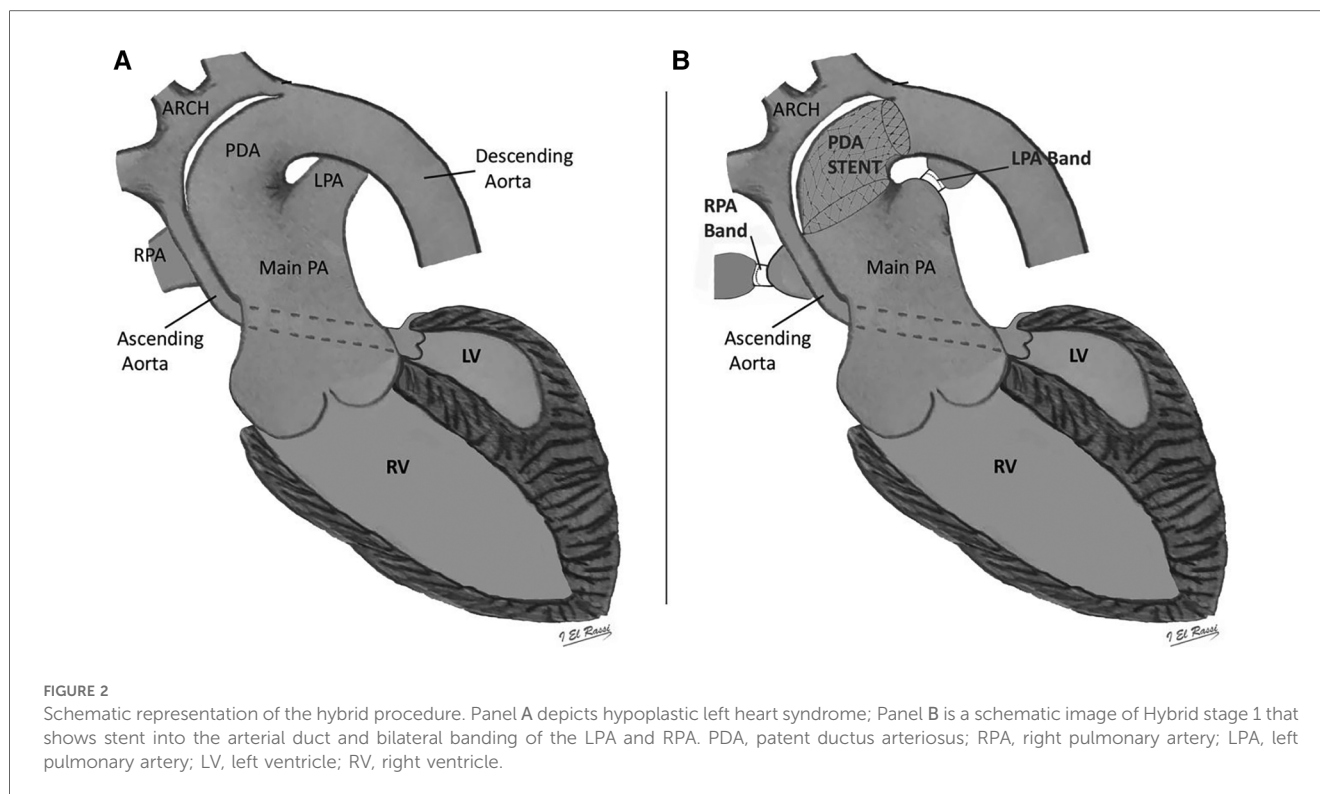 A
ARCH
PDA
LPA
Descending
Aorta
RPA
Main PA
Ascending
Aorta
LV
RV
J El Rassi
B
ARCH
PDA
STENT
LPA Band
RPA
Band
Main PA
Ascending
Aorta
LV
RV
J El Rassi
FIGURE 2
Schematic representation of the hybrid procedure. Panel A depicts hypoplastic left heart syndrome; Panel B is a schematic image of Hybrid stage 1 that
shows stent into the arterial duct and bilateral banding of the LPA and RPA. PDA, patent ductus arteriosus; RPA, right pulmonary artery; LPA, left
pulmonary artery; LV, left ventricle; RV, right ventricle.